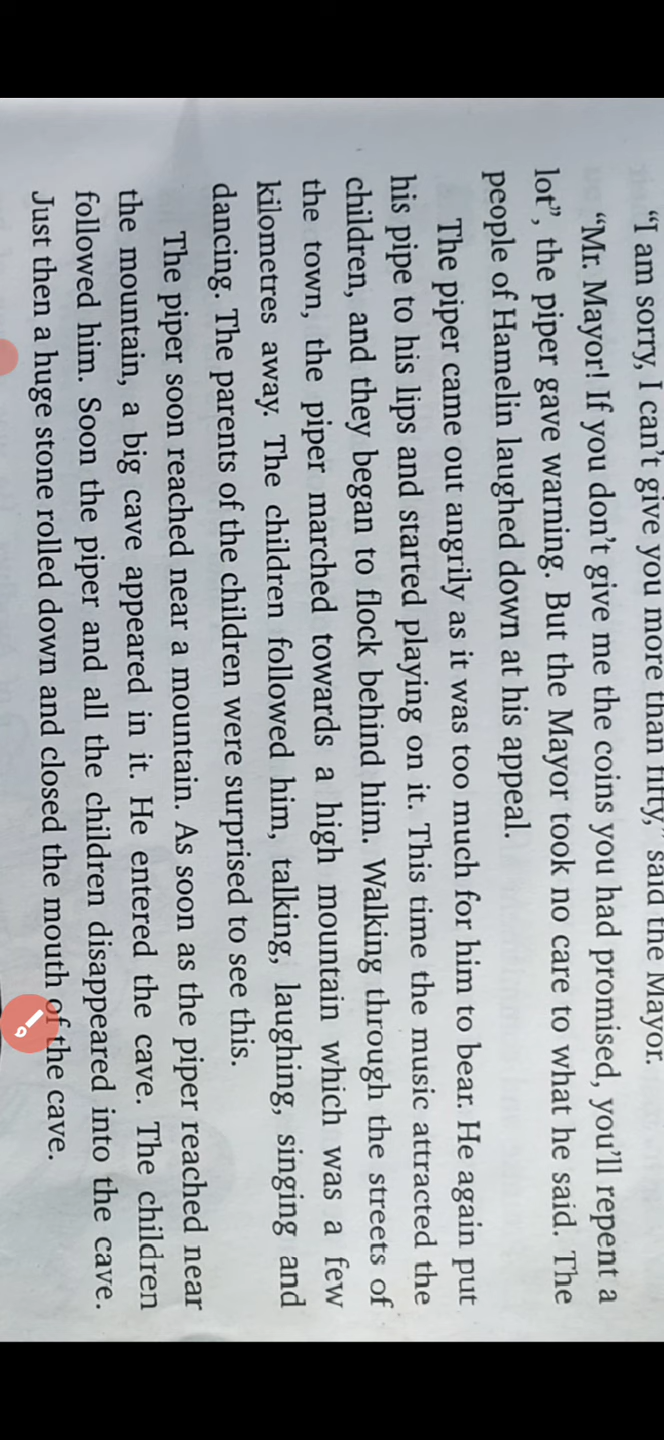 "I am sorry, I can't give you more than fifty," said the Mayor.
"Mr. Mayor! If you don't give me the coins you had promised, you'll repent a
lot", the piper gave warning. But the Mayor took no care to what he said. The
people of Hamelin laughed down at his appeal.
The piper came out angrily as it was too much for him to bear. He again put
his pipe to his lips and started playing on it. This time the music attracted the
children, and they began to flock behind him. Walking through the streets of
the town, the piper marched towards a high mountain which was a few
kilometres away. The children followed him, talking, laughing, singing and
dancing. The parents of the children were surprised to see this.
The piper soon reached near a mountain. As soon as the piper reached near
the mountain, a big cave appeared in it. He entered the cave. The children
followed him. Soon the piper and all the children disappeared into the cave.
Just then a huge stone rolled down and closed the mouth of the cave.